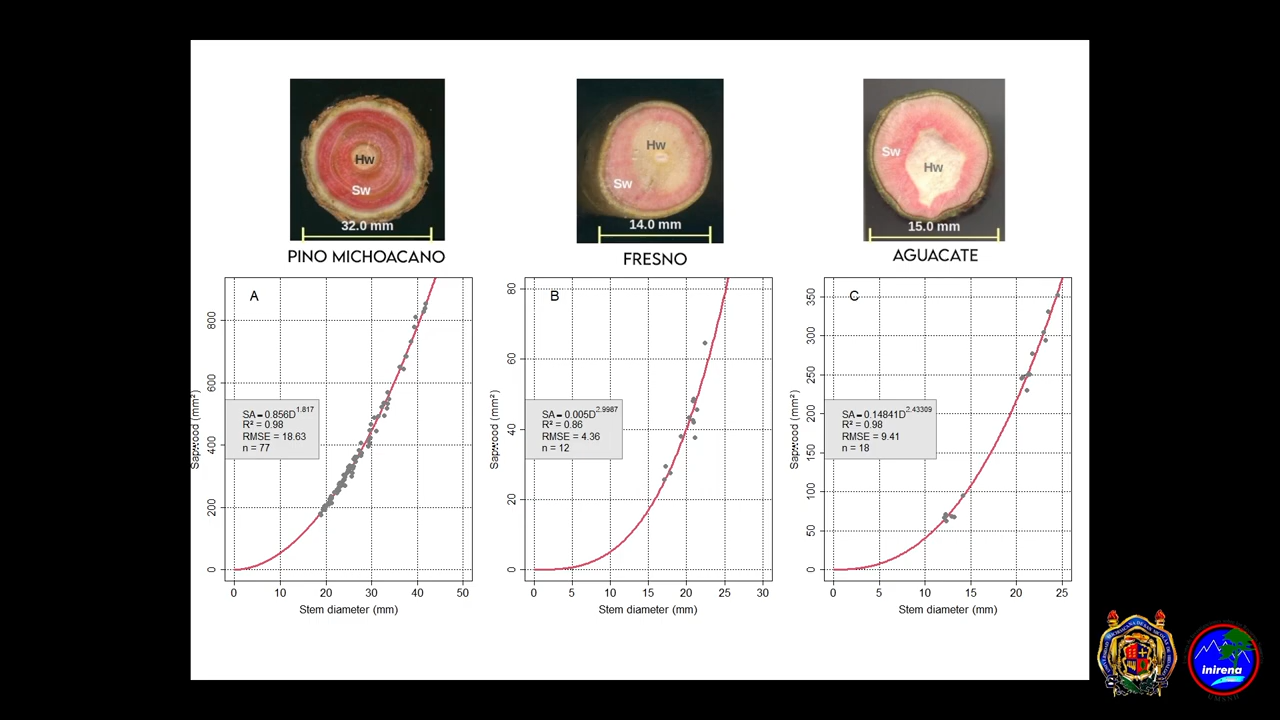 Hw
Sw
32.0 mm
Hw
Sw
14.0 mm
Sw
Hw
15.0 mm
PINO MICHOACANO
FRESNO
AGUACATE
A
SA = 0.856D^1.817
R² = 0.98
RMSE = 18.63
n = 77
Sapwood (mm²)
0
200
400
600
800
0 10 20 30 40 50
Stem diameter (mm)
B
SA = 0.005D^2.9987
R² = 0.86
RMSE = 4.36
n = 12
Sapwood (mm²)
0
20
40
60
80
0 5 10 15 20 25 30
Stem diameter (mm)
C
SA = 0.14841D^2.43309
R² = 0.98
RMSE = 9.41
n = 18
Sapwood (mm²)
0
50
100
150
200
250
300
350
0 5 10 15 20 25
Stem diameter (mm)
inirena